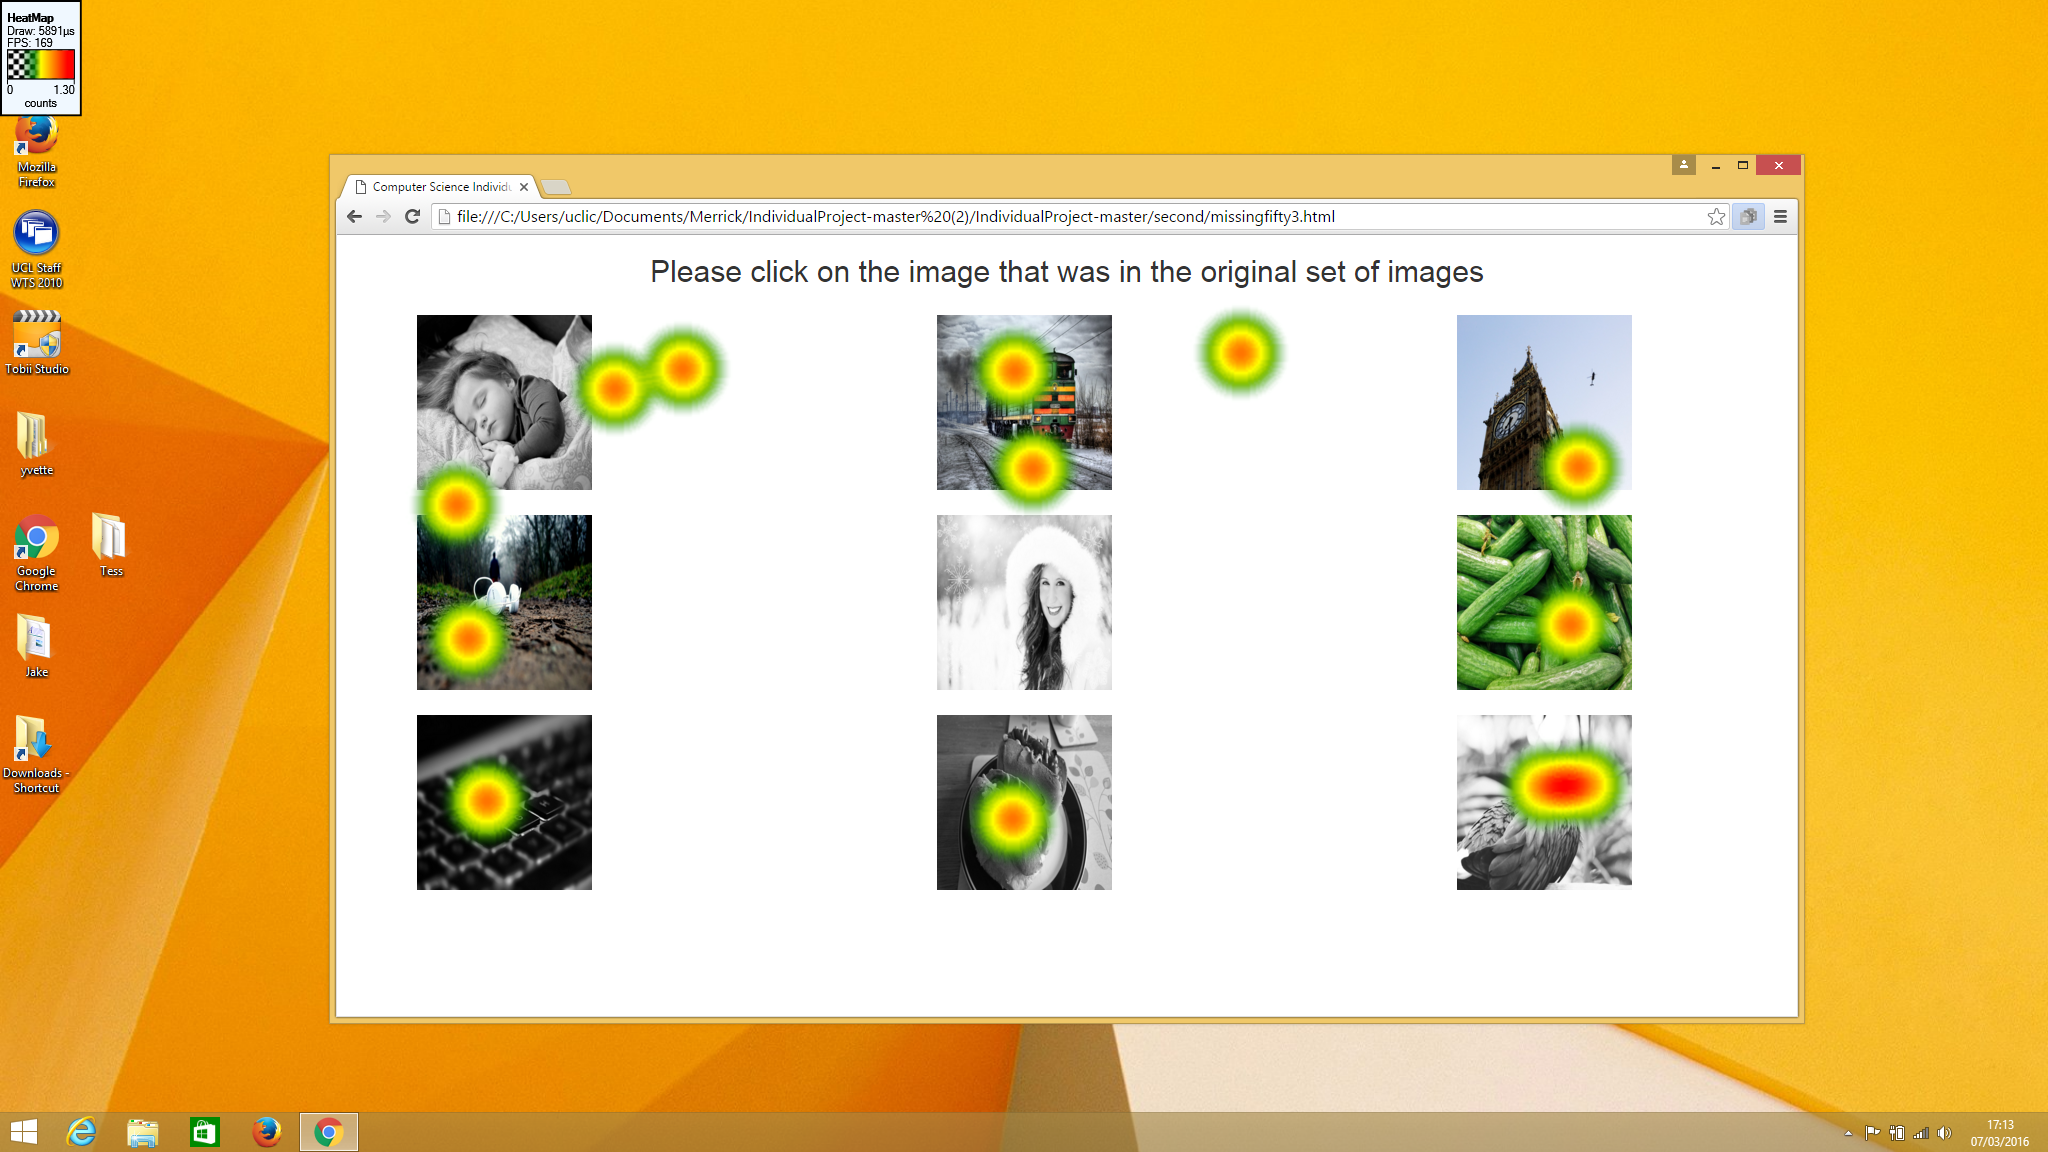 HeatMap
Draw: 5891µs
FPS: 169
0 1.30
counts
Mozilla
Firefox
UCL Staff
WTS 2010
Tobii Studio
yvette
Google
Chrome
Tess
Jake
Downloads -
Shortcut
Computer Science Individu
file:///C:/Users/uclic/Documents/Merrick/IndividualProject-master%20(2)/IndividualProject-master/second/missingfifty3.html
Please click on the image that was in the original set of images
17:13
07/03/2016